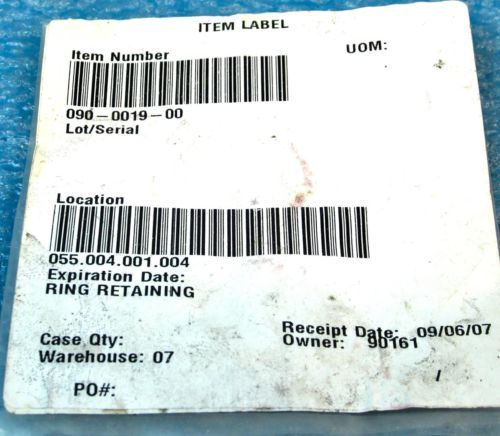 ITEM LABEL
Item Number
UOM:
090-0019-00
Lot/Serial
Location
055.004.001.004
Expiration Date:
RING RETAINING
Case Qty:
Receipt Date: 09/06/07
Warehouse: 07
Owner: 90161
PO#:
/